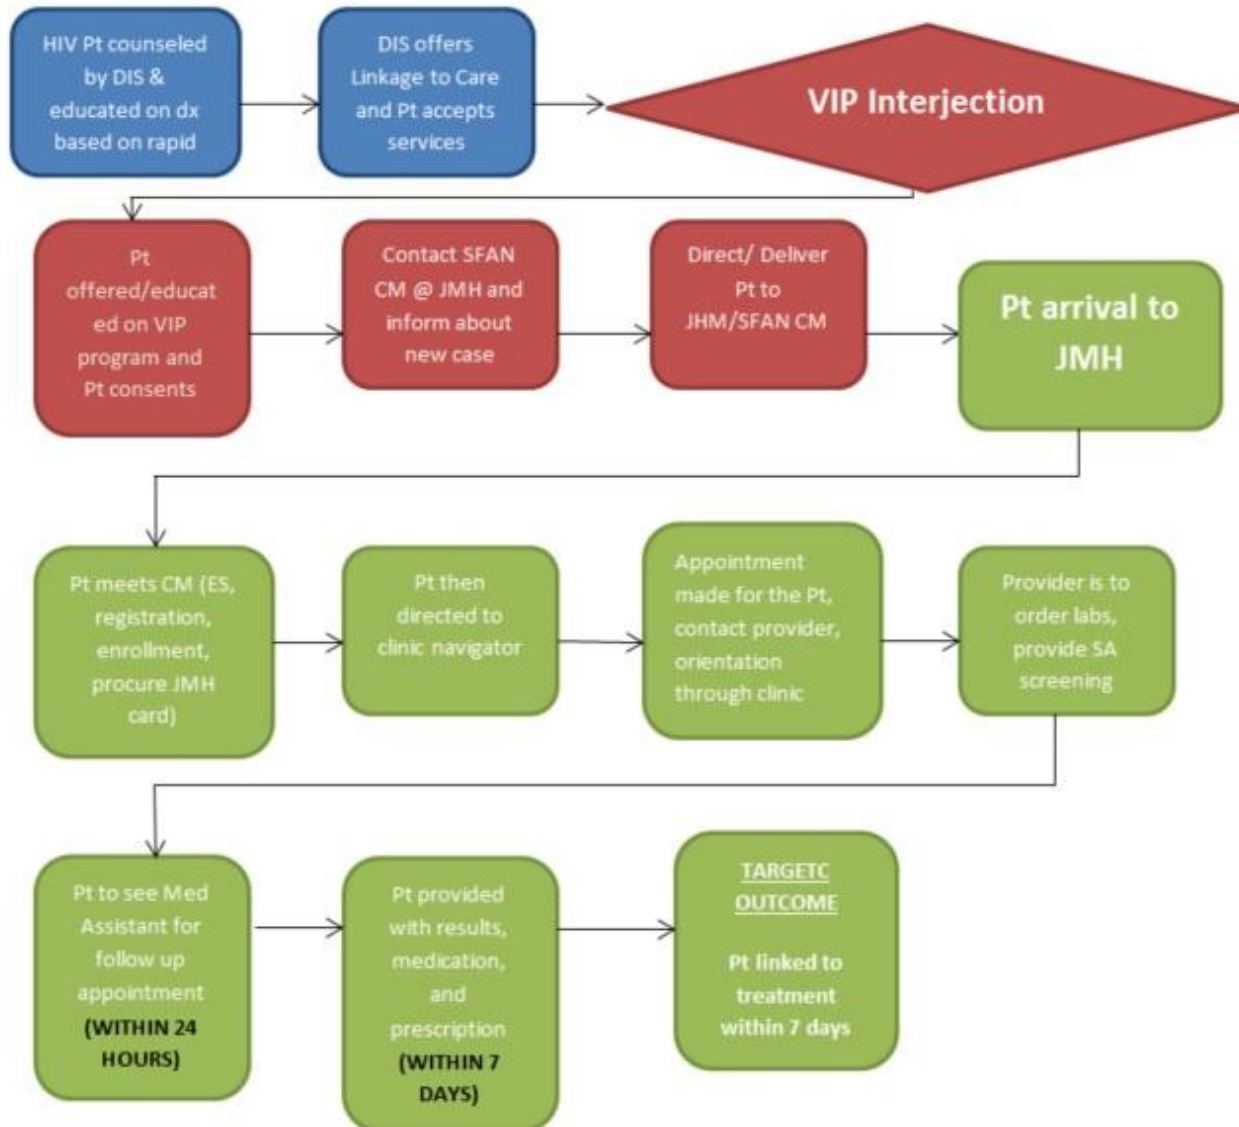 HIV Pt counseled
by DIS &
educated on dx
based on rapid
DIS offers
Linkage to Care
and Pt accepts
services
VIP Interjection
Pt
offered/educat
ed on VIP
program and
Pt consents
Contact SFAN
CM @ JMH and
inform about
new case
Direct/ Deliver
Pt to
JHM/SFAN CM
Pt arrival to
JMH
Pt meets CM (ES,
registration,
enrollment,
procure JMH
card)
Pt then
directed to
clinic navigator
Appointment
made for the Pt,
contact provider,
orientation
through clinic
Provider is to
order labs,
provide SA
screening
Pt to see Med
Assistant for
follow up
appointment
(WITHIN 24
HOURS)
Pt provided
with results,
medication,
and
prescription
(WITHIN 7
DAYS)
TARGETC
OUTCOME
Pt linked to
treatment
within 7 days